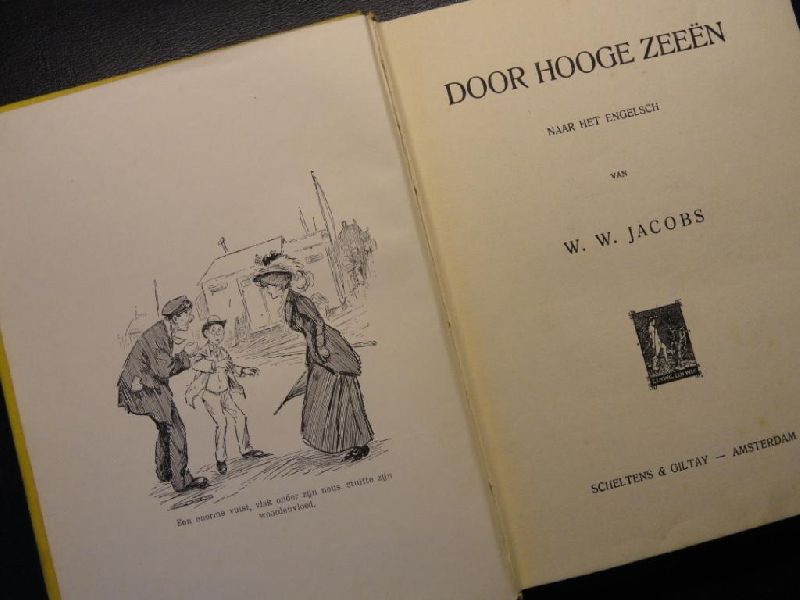 Een enorme vuist, vlak onder zijn neus stuitte zijn
woordenvloed.
DOOR HOOGE ZEEËN
NAAR HET ENGELSCH
VAN
W. W. JACOBS
SCHELTENS & GILTAY — AMSTERDAM